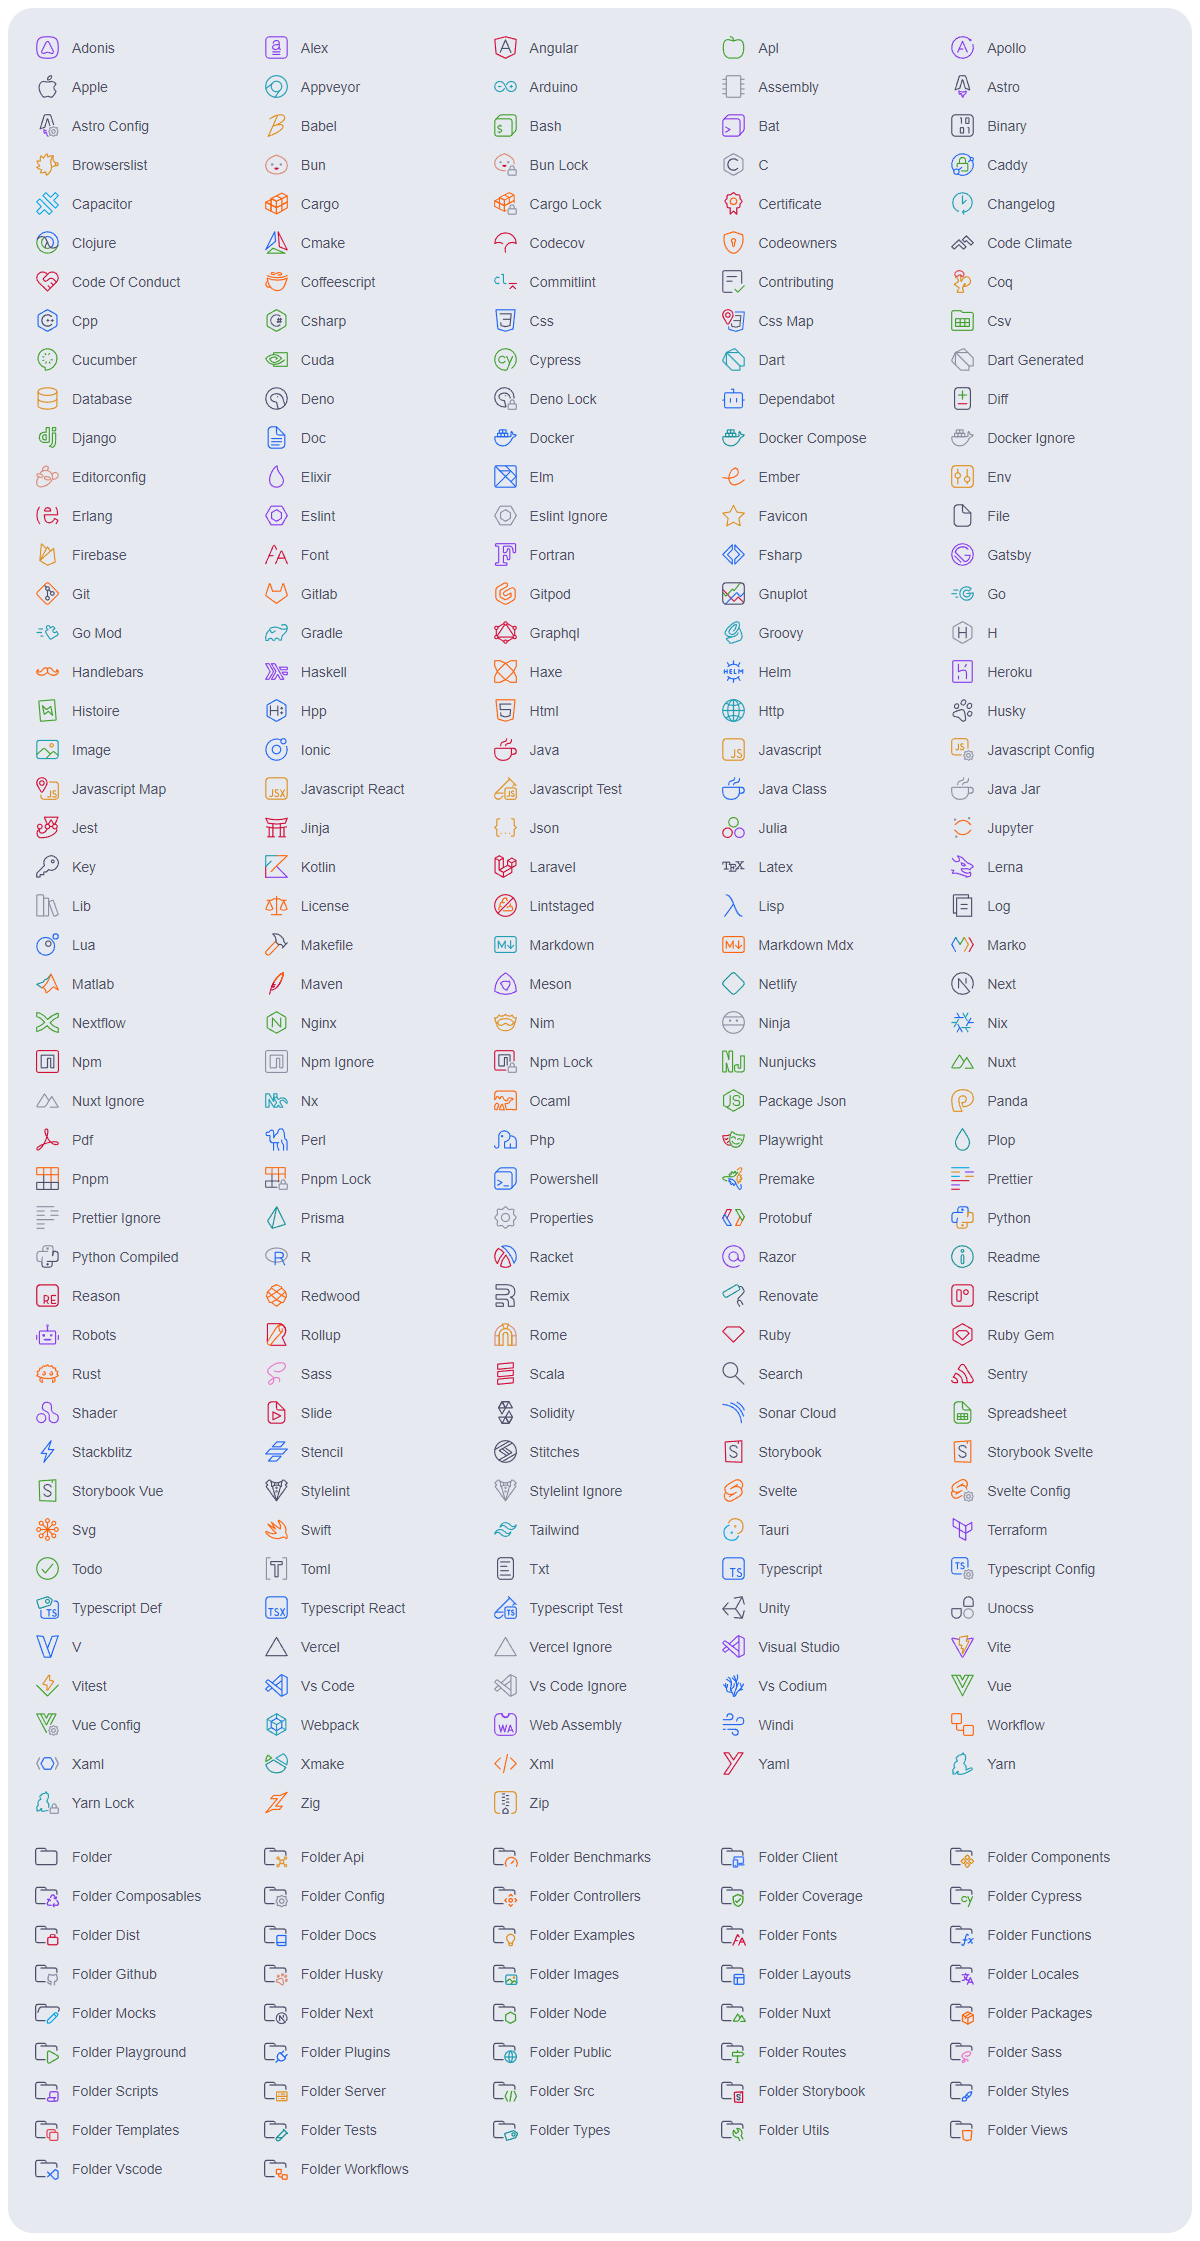 Adonis Alex Angular Apl Apollo
Apple Appveyor Arduino Assembly Astro
Astro Config Babel Bash Bat Binary
Browserslist Bun Bun Lock C Caddy
Capacitor Cargo Cargo Lock Certificate Changelog
Clojure Cmake Codecov Codeowners Code Climate
Code Of Conduct Coffeescript Commitlint Contributing Coq
Cpp Csharp Css Css Map Csv
Cucumber Cuda Cypress Dart Dart Generated
Database Deno Deno Lock Dependabot Diff
Django Doc Docker Docker Compose Docker Ignore
Editorconfig Elixir Elm Ember Env
Erlang Eslint Eslint Ignore Favicon File
Firebase Font Fortran Fsharp Gatsby
Git Gitlab Gitpod Gnuplot Go
Go Mod Gradle Graphql Groovy H
Handlebars Haskell Haxe Helm Heroku
Histoire Hpp Html Http Husky
Image Ionic Java Javascript Javascript Config
Javascript Map Javascript React Javascript Test Java Class Java Jar
Jest Jinja Json Julia Jupyter
Key Kotlin Laravel Latex Lerna
Lib License Lintstaged Lisp Log
Lua Makefile Markdown Markdown Mdx Marko
Matlab Maven Meson Netlify Next
Nextflow Nginx Nim Ninja Nix
Npm Npm Ignore Npm Lock Nunjucks Nuxt
Nuxt Ignore Nx Ocaml Package Json Panda
Pdf Perl Php Playwright Plop
Pnpm Pnpm Lock Powershell Premake Prettier
Prettier Ignore Prisma Properties Protobuf Python
Python Compiled R Racket Razor Readme
Reason Redwood Remix Renovate Rescript
Robots Rollup Rome Ruby Ruby Gem
Rust Sass Scala Search Sentry
Shader Slide Solidity Sonar Cloud Spreadsheet
Stackblitz Stencil Stitches Storybook Storybook Svelte
Storybook Vue Stylelint Stylelint Ignore Svelte Svelte Config
Svg Swift Tailwind Tauri Terraform
Todo Toml Txt Typescript Typescript Config
Typescript Def Typescript React Typescript Test Unity Unocss
V Vercel Vercel Ignore Visual Studio Vite
Vitest Vs Code Vs Code Ignore Vs Codium Vue
Vue Config Webpack Web Assembly Windi Workflow
Xaml Xmake Xml Yaml Yarn
Yarn Lock Zig Zip
Folder Folder Api Folder Benchmarks Folder Client Folder Components
Folder Composables Folder Config Folder Controllers Folder Coverage Folder Cypress
Folder Dist Folder Docs Folder Examples Folder Fonts Folder Functions
Folder Github Folder Husky Folder Images Folder Layouts Folder Locales
Folder Mocks Folder Next Folder Node Folder Nuxt Folder Packages
Folder Playground Folder Plugins Folder Public Folder Routes Folder Sass
Folder Scripts Folder Server Folder Src Folder Storybook Folder Styles
Folder Templates Folder Tests Folder Types Folder Utils Folder Views
Folder Vscode Folder Workflows